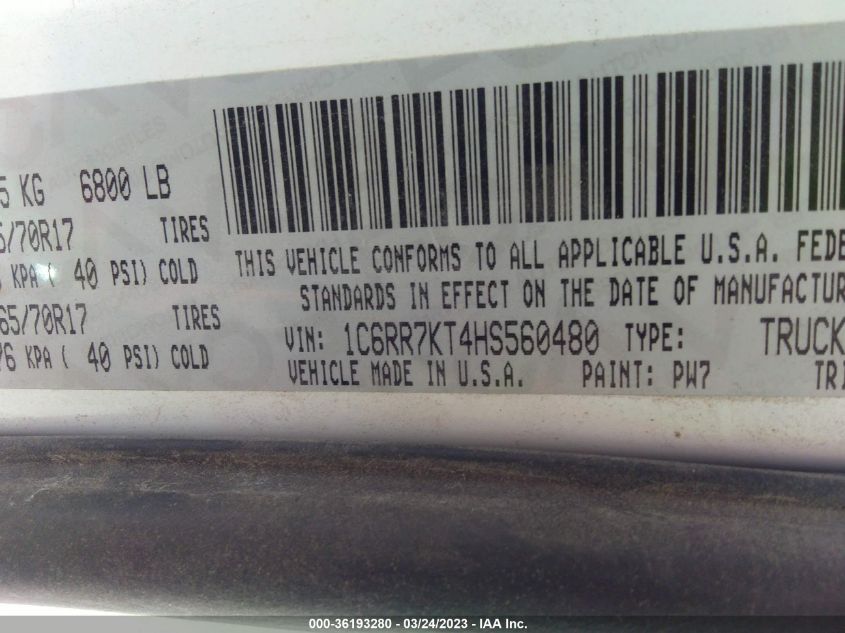 5 KG 6800 LB
/70R17 TIRES
KPA ( 40 PSI) COLD
65/70R17 TIRES
76 KPA ( 40 PSI) COLD
THIS VEHICLE CONFORMS TO ALL APPLICABLE U.S.A. FEDE
STANDARDS IN EFFECT ON THE DATE OF MANUFACTUR
VIN: 1C6RR7KT4HS560480 TYPE: TRUCK
VEHICLE MADE IN U.S.A. PAINT: PW7 TRI
000-36193280 - 03/24/2023 - IAA Inc.